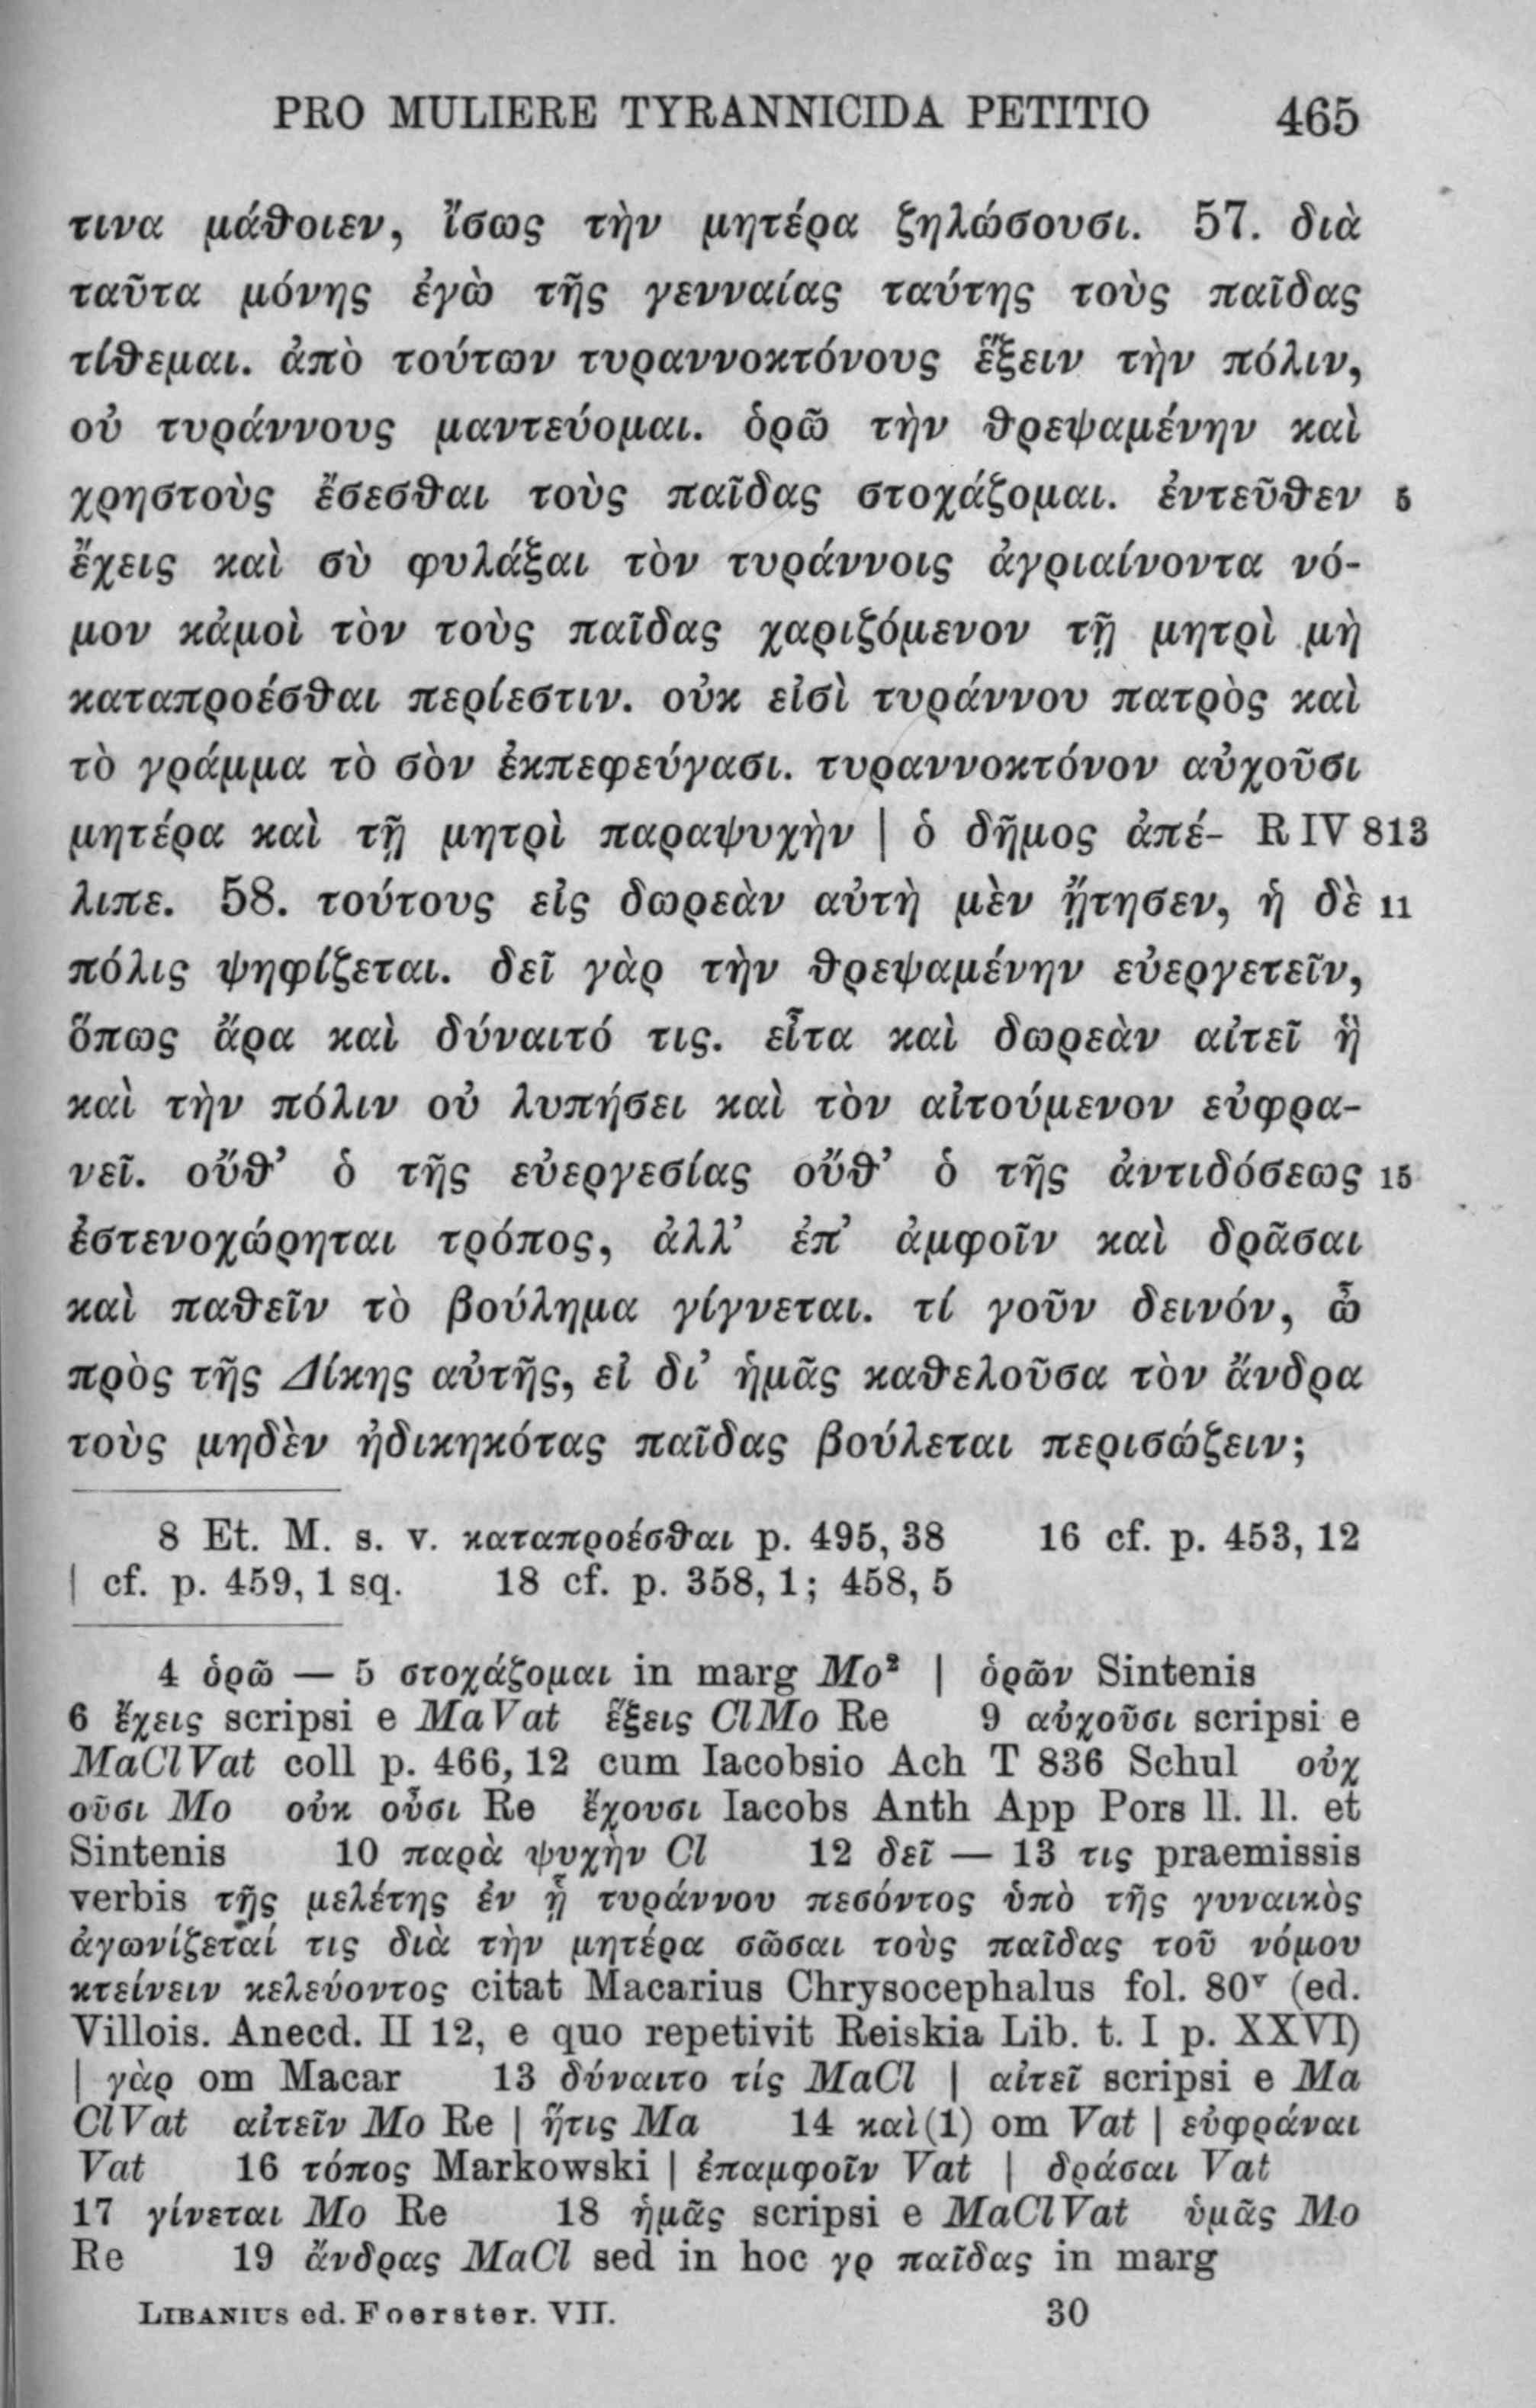 PRO MULIERE TYRANNICIDA PETITIO 465
τινα μάθοιεν, ἴσως τὴν μητέρα ζηλώσουσι. 57. διὰ
ταῦτα μόνης ἐγὼ τῆς γενναίας ταύτης τοὺς παῖδας
τίθεμαι. ἀπὸ τούτων τυραννοκτόνους ἕξειν τὴν πόλιν,
οὐ τυράννους μαντεύομαι. ὁρῶ τὴν θρεψαμένην καὶ
χρηστοὺς ἔσεσθαι τοὺς παῖδας στοχάζομαι. ἐντεῦθεν 5
ἔχεις καὶ σὺ φυλάξαι τὸν τυράννοις ἀγριαίνοντα νό-
μον κἀμοὶ τὸν τοὺς παῖδας χαριζόμενον τῇ μητρὶ μὴ
καταπροέσθαι περίεστιν. οὐκ εἰσὶ τυράννου πατρὸς καὶ
τὸ γράμμα τὸ σὸν ἐκπεφεύγασι. τυραννοκτόνον αὐχοῦσι
μητέρα καὶ τῇ μητρὶ παραψυχὴν | ὁ δῆμος ἀπέ- R IV 813
λιπε. 58. τούτους εἰς δωρεὰν αὐτὴ μὲν ᾔτησεν, ἡ δὲ 11
πόλις ψηφίζεται. δεῖ γὰρ τὴν θρεψαμένην εὐεργετεῖν,
ὅπως ἄρα καὶ δύναιτό τις. εἶτα καὶ δωρεὰν αἰτεῖ ἣ
καὶ τὴν πόλιν οὐ λυπήσει καὶ τὸν αἰτούμενον εὐφρα-
νεῖ. οὔθ’ ὁ τῆς εὐεργεσίας οὔθ’ ὁ τῆς ἀντιδόσεως 15
ἐστενοχώρηται τρόπος, ἀλλ’ ἐπ’ ἀμφοῖν καὶ δρᾶσαι
καὶ παθεῖν τὸ βούλημα γίγνεται. τί γοῦν δεινόν, ὦ
πρὸς τῆς Δίκης αὐτῆς, εἰ δι’ ἡμᾶς καθελοῦσα τὸν ἄνδρα
τοὺς μηδὲν ἠδικηκότας παῖδας βούλεται περισώζειν;
8 Et. M. s. v. καταπροέσθαι p. 495, 38 16 cf. p. 453, 12
| cf. p. 459, 1 sq. 18 cf. p. 358, 1; 458, 5
4 ὁρῶ — 5 στοχάζομαι in marg Mo² | ὁρῶν Sintenis
6 ἔχεις scripsi e MaVat ἕξεις ClMo Re 9 αὐχοῦσι scripsi e
MaClVat coll p. 466, 12 cum Iacobsio Ach T 836 Schul οὐχ
οῦσι Mo οὐκ οὖσι Re ἔχουσι Iacobs Anth App Pors ll. ll. et
Sintenis 10 παρὰ ψυχὴν Cl 12 δεῖ — 13 τις praemissis
verbis τῆς μελέτης ἐν ᾗ τυράννου πεσόντος ὑπὸ τῆς γυναικὸς
ἀγωνίζεταί τις διὰ τὴν μητέρα σῶσαι τοὺς παῖδας τοῦ νόμου
κτείνειν κελεύοντος citat Macarius Chrysocephalus fol. 80ᵛ (ed.
Villois. Anecd. II 12, e quo repetivit Reiskia Lib. t. I p. XXVI)
| γὰρ om Macar 13 δύναιτο τίς MaCl | αἰτεῖ scripsi e Ma
ClVat αἰτεῖν Mo Re | ἥτις Ma 14 καὶ(1) om Vat | εὐφράναι
Vat 16 τόπος Markowski | ἐπαμφοῖν Vat | δράσαι Vat
17 γίνεται Mo Re 18 ἡμᾶς scripsi e MaClVat ὑμᾶς Mo
Re 19 ἄνδρας MaCl sed in hoc γρ παῖδας in marg
LIBANIUS ed. Foerster. VII. 30